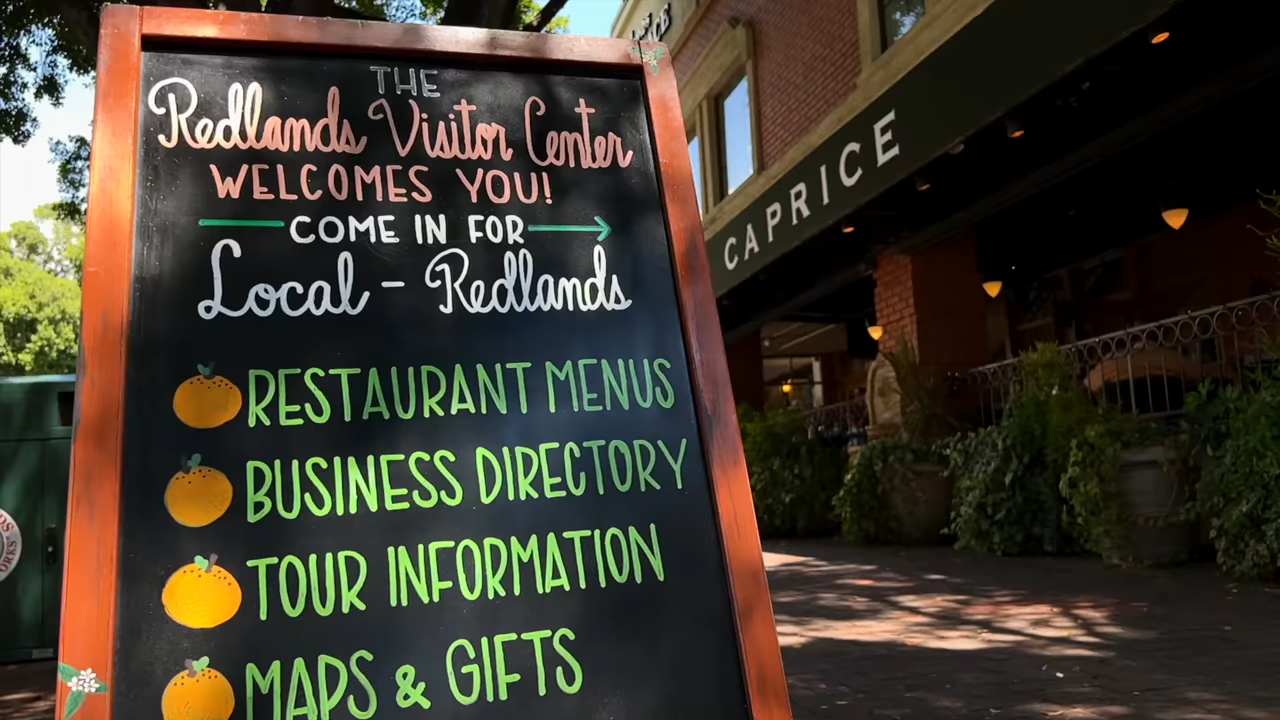 THE
Redlands Visitor Center
WELCOMES YOU!
COME IN FOR
Local - Redlands
RESTAURANT MENUS
BUSINESS DIRECTORY
TOUR INFORMATION
MAPS & GIFTS
CAPRICE